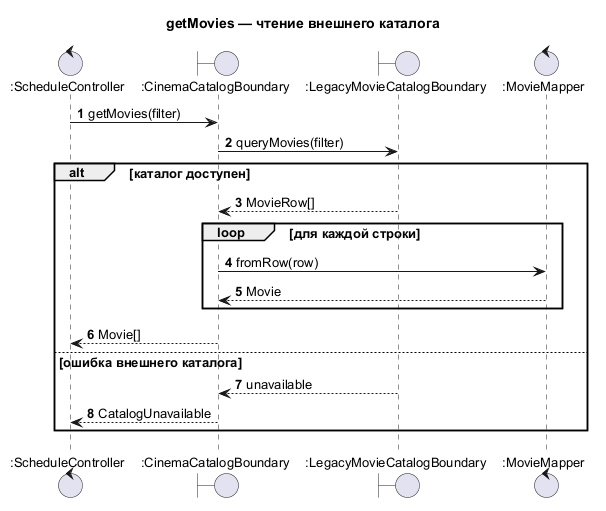 getMovies — чтение внешнего каталога
:ScheduleController :CinemaCatalogBoundary :LegacyMovieCatalogBoundary :MovieMapper
1 getMovies(filter)
2 queryMovies(filter)
alt [каталог доступен]
3 MovieRow[]
loop [для каждой строки]
4 fromRow(row)
5 Movie
6 Movie[]
[ошибка внешнего каталога]
7 unavailable
8 CatalogUnavailable
:ScheduleController :CinemaCatalogBoundary :LegacyMovieCatalogBoundary :MovieMapper